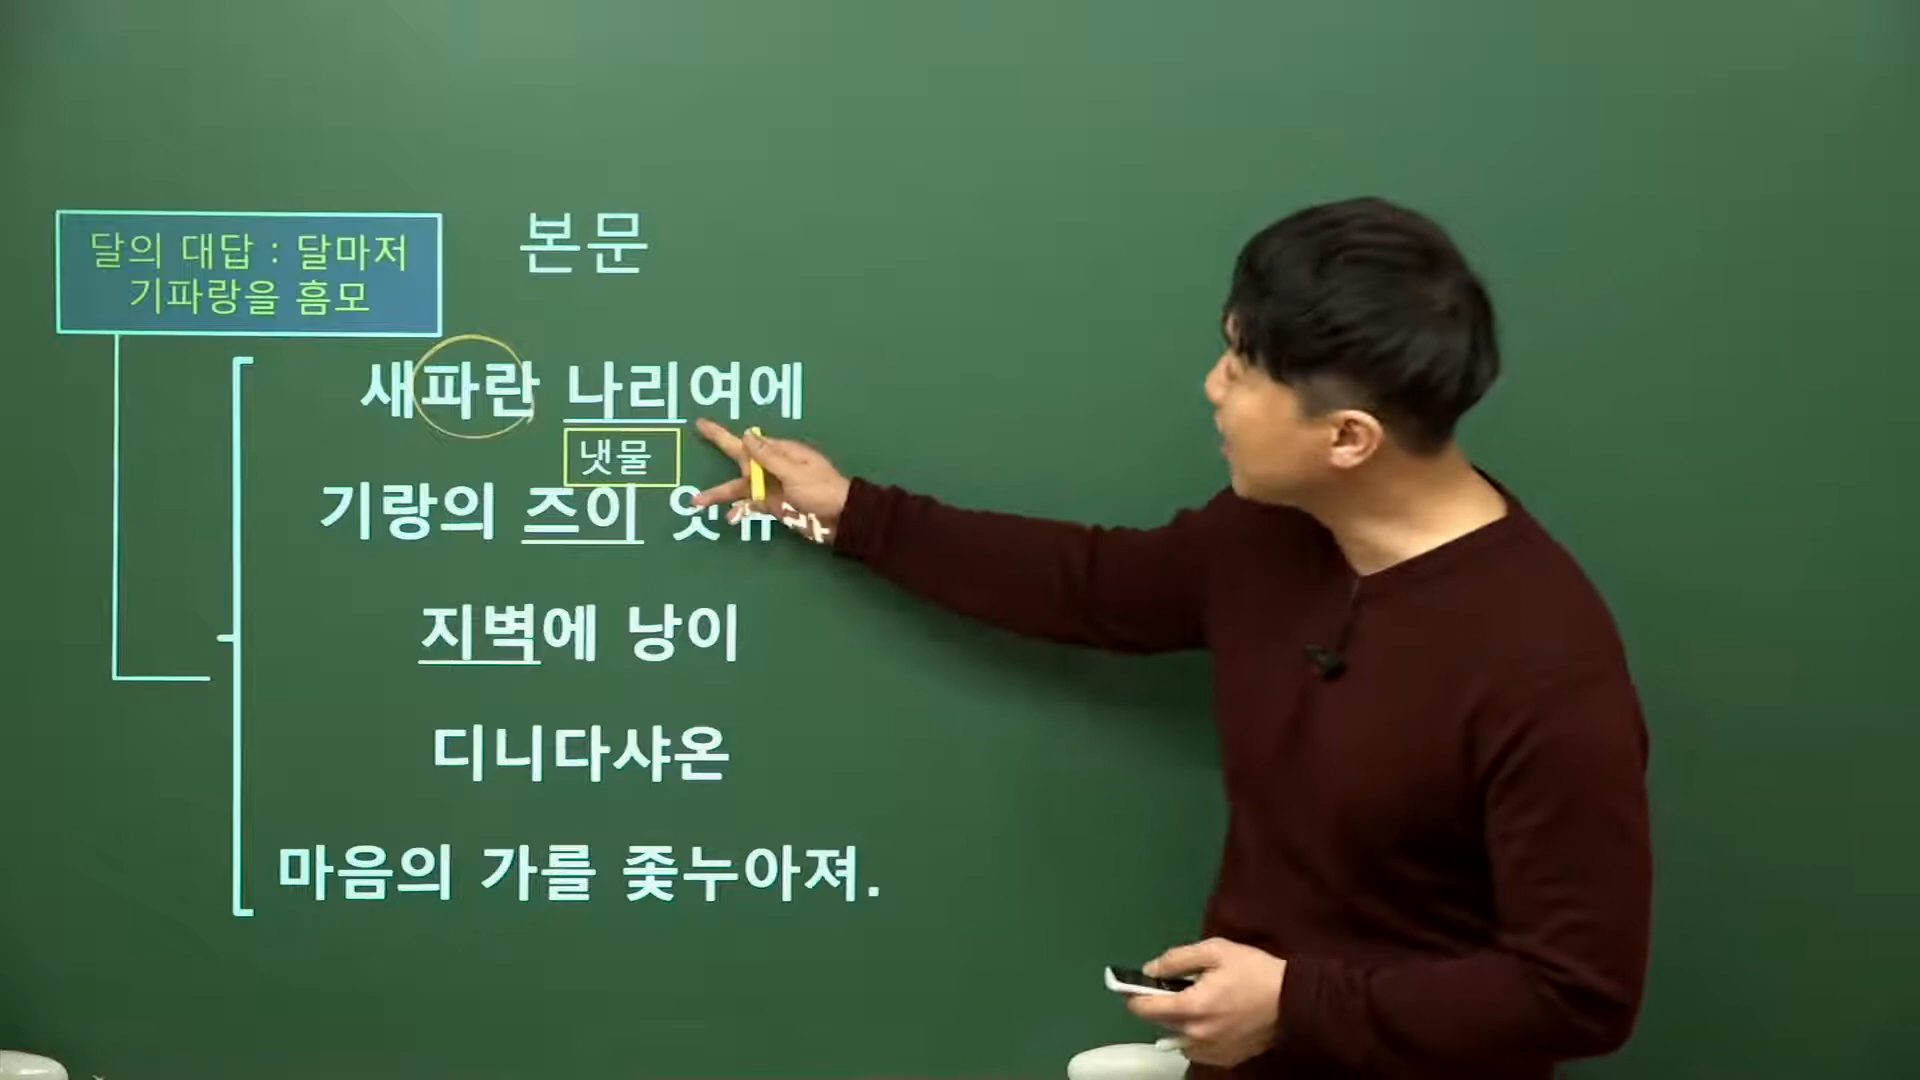 달의 대답 : 달마저
기파랑을 흠모
본문
새파란 나리여에
냇물
기랑의 즈이
지벽에 낭이
디니다샤온
마음의 가를 좇누아져.